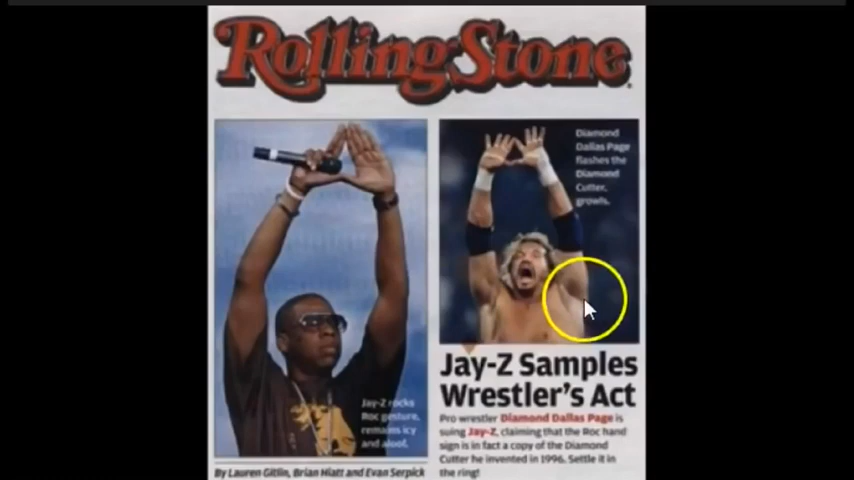 Rolling Stone
Diamond
Dallas Page
flashes the
Diamond
Cutter,
growls.
Jay-Z rocks
Roc gesture,
remains icy
and aloof.
Jay-Z Samples
Wrestler's Act
Pro wrestler Diamond Dallas Page is
suing Jay-Z, claiming that the Roc hand
sign is in fact a copy of the Diamond
Cutter he invented in 1996. Settle it in
the ring!
By Lauren Gitlin, Brian Hiatt and Evan Serpick